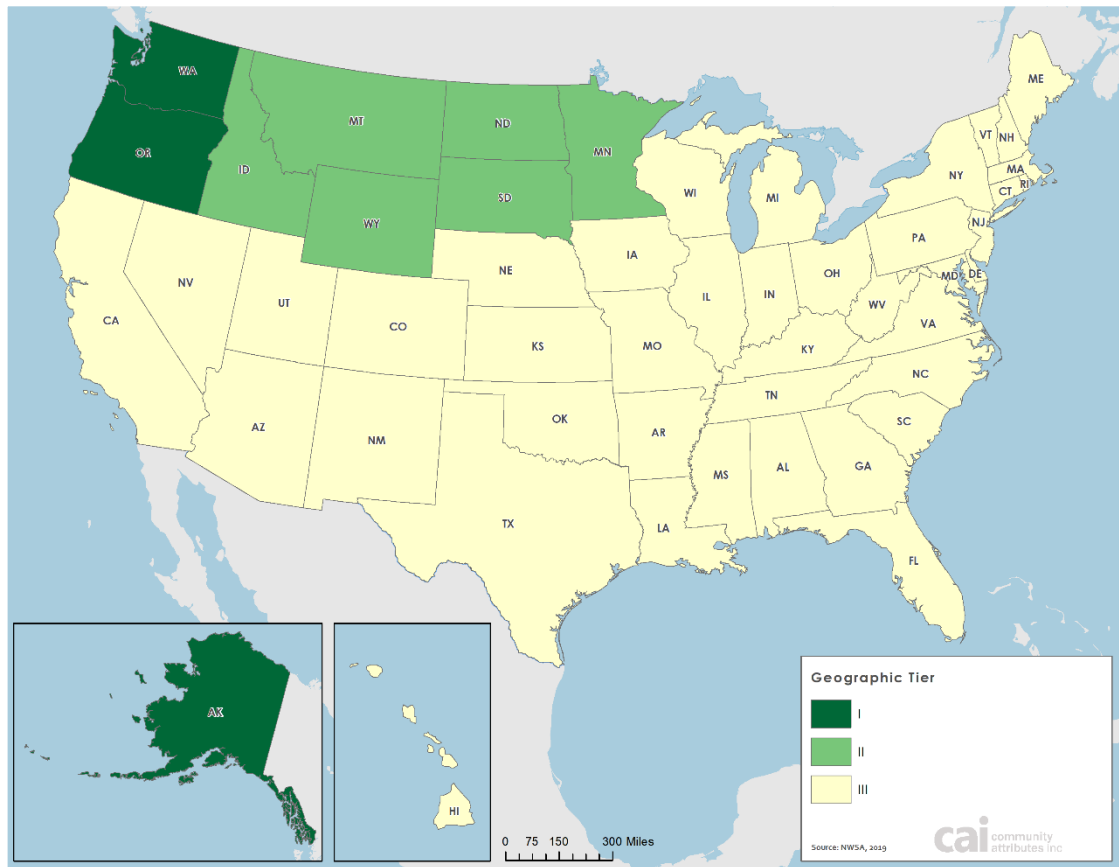 WA
OR
ID
MT
WY
ND
SD
MN
WI
MI
ME
VT
NH
MA
RI
CT
NY
NJ
PA
MD
DE
OH
IN
IL
IA
NE
CA
NV
UT
CO
KS
MO
KY
WV
VA
NC
TN
SC
AZ
NM
OK
AR
MS
AL
GA
LA
TX
FL
AK
HI
0 75 150 300 Miles
Geographic Tier
I
II
III
cai community
attributes inc
Source: NWSA, 2019